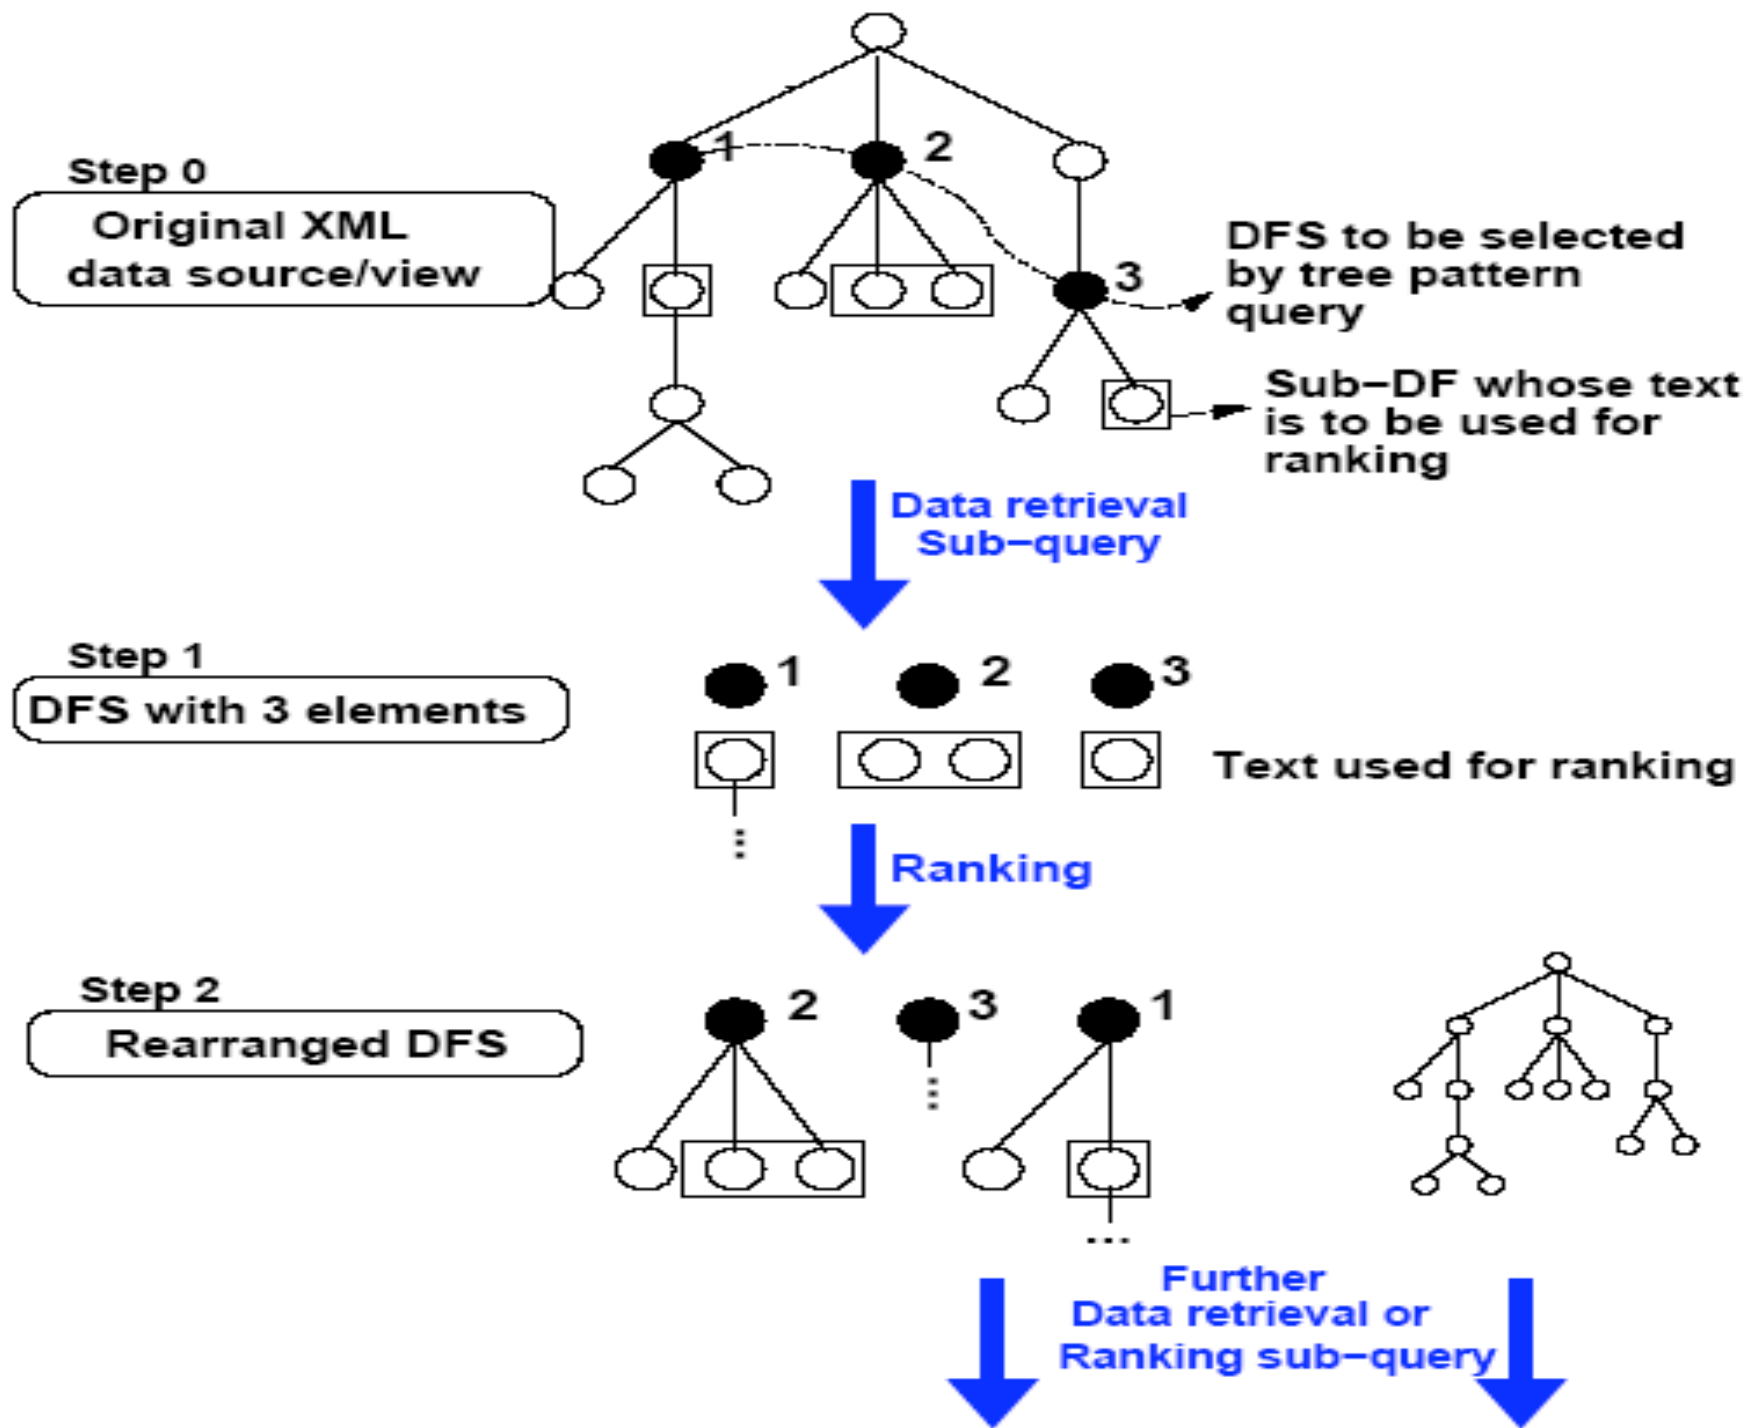 1
2
Step 0
Original XML
data source/view
DFS to be selected
by tree pattern
query
3
Sub-DF whose text
is to be used for
ranking
Data retrieval
Sub-query
Step 1
DFS with 3 elements
1
2
3
Text used for ranking
...
Ranking
Step 2
Rearranged DFS
2
3
1
...
...
Further
Data retrieval or
Ranking sub-query